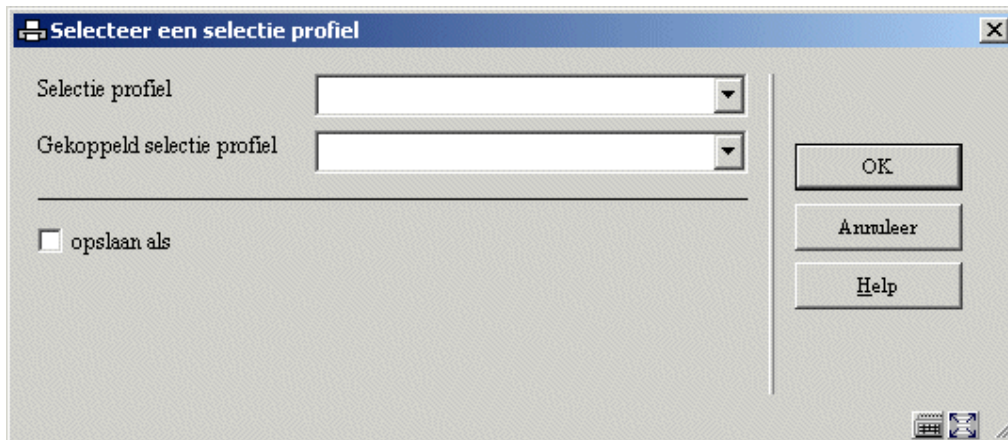 Selecteer een selectie profiel
Selectie profiel
Gekoppeld selectie profiel
opslaan als
OK
Annuleer
Help